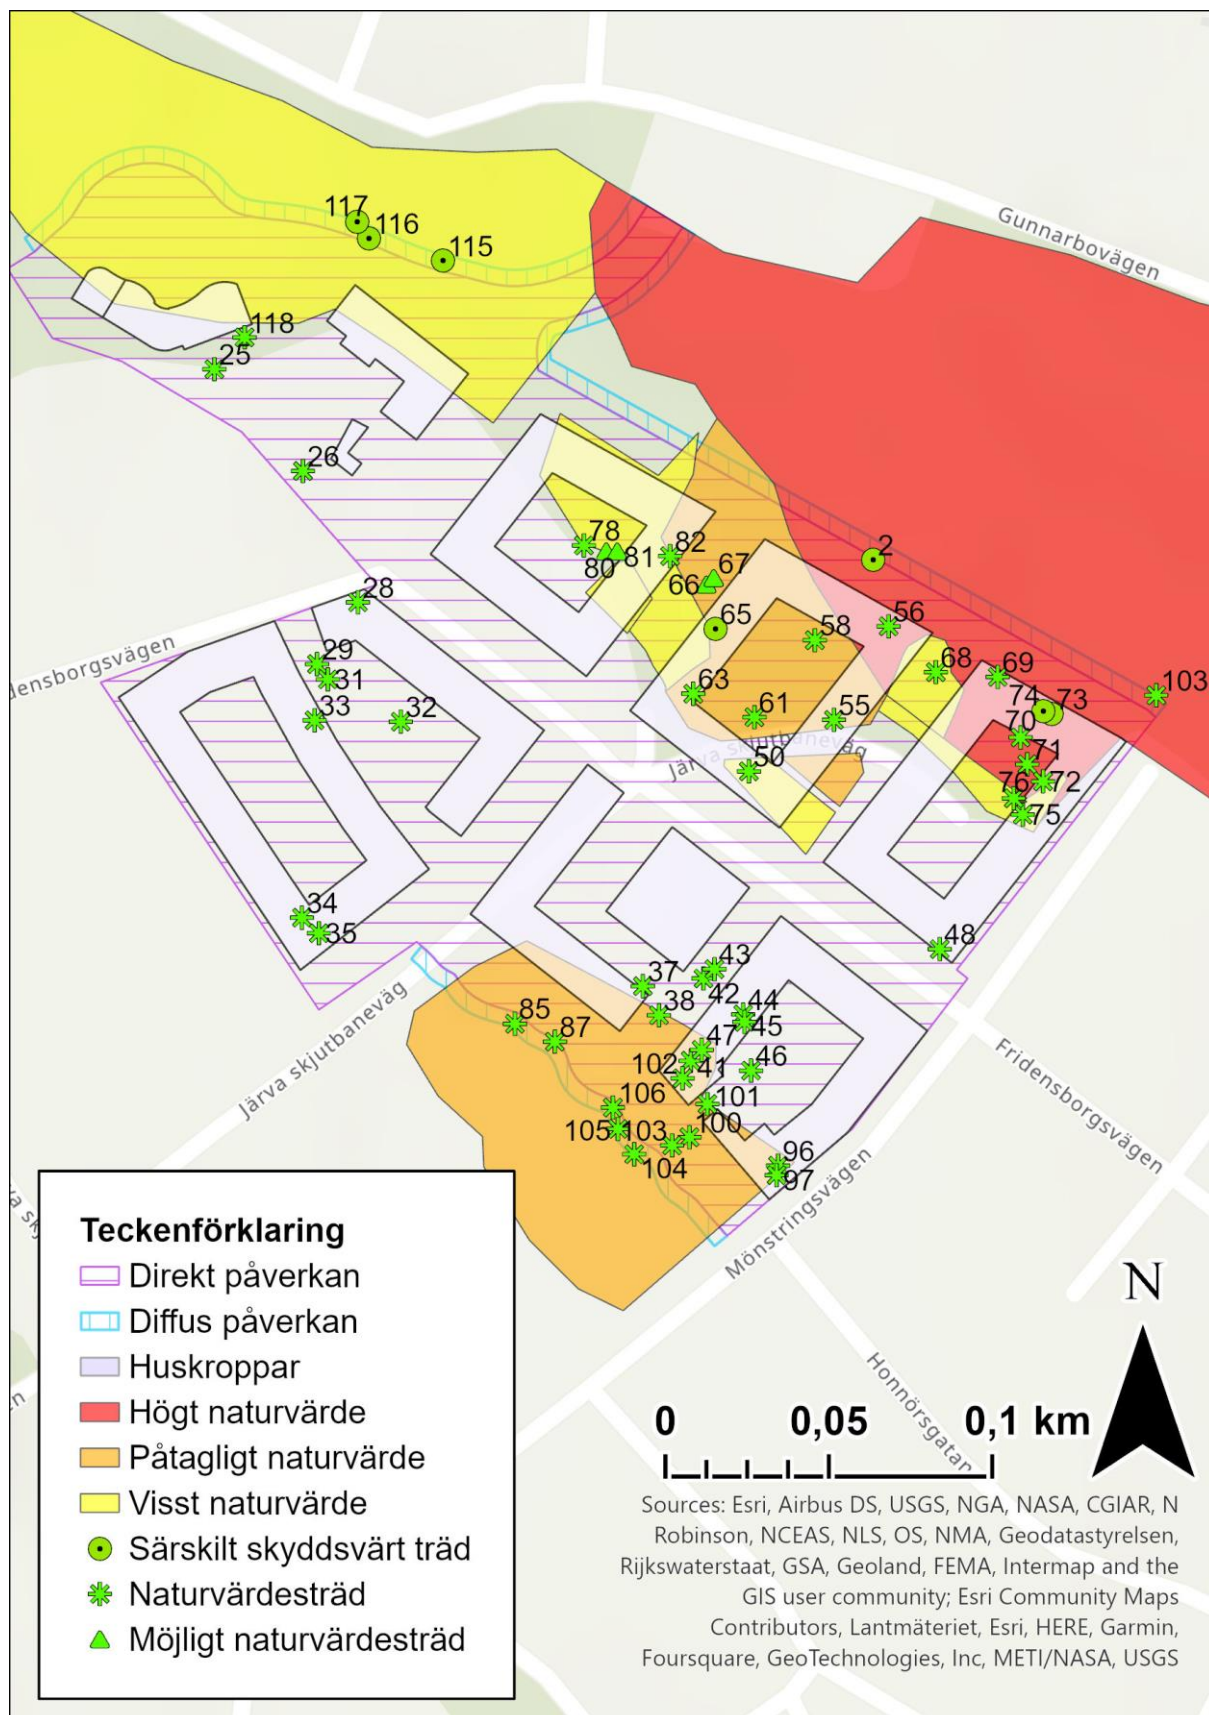 Gunnarbovägen
117
116
115
118
25
26
78
80
81
82
67
66
2
65
56
58
densborgsvägen
28
29
31
33
32
63
61
55
68
69
74
73
103
70
71
72
76
75
Järva skjutbaneväg
50
34
35
48
37
43
42
38
44
45
47
46
102
41
85
87
106
101
105
103
100
104
96
97
Järva skjutbaneväg
Fridensborgsvägen
Mönstringsvägen
Honnörsgatan
Teckenförklaring
Direkt påverkan
Diffus påverkan
Huskroppar
Högt naturvärde
Påtagligt naturvärde
Visst naturvärde
Särskilt skyddsvärt träd
Naturvärdesträd
Möjligt naturvärdesträd
N
0 0,05 0,1 km
Sources: Esri, Airbus DS, USGS, NGA, NASA, CGIAR, N
Robinson, NCEAS, NLS, OS, NMA, Geodatastyrelsen,
Rijkswaterstaat, GSA, Geoland, FEMA, Intermap and the
GIS user community; Esri Community Maps
Contributors, Lantmäteriet, Esri, HERE, Garmin,
Foursquare, GeoTechnologies, Inc, METI/NASA, USGS